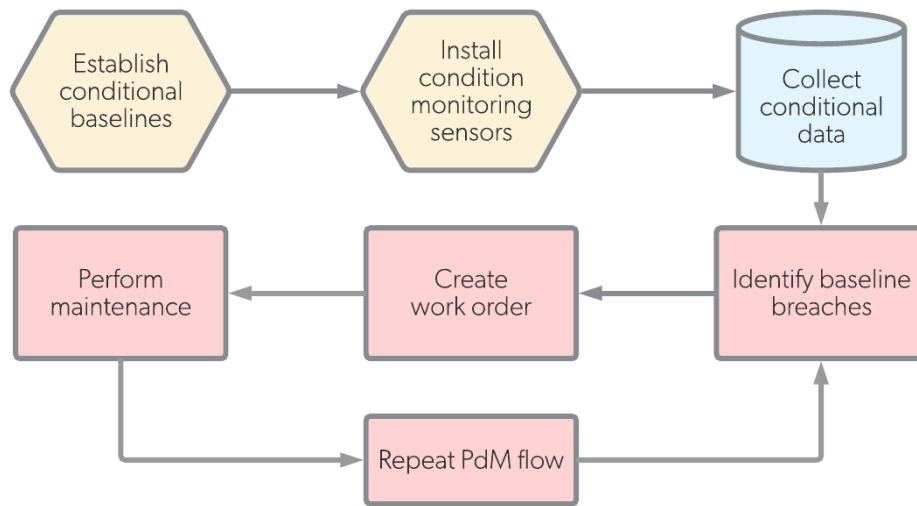 Establish
conditional
baselines
Install
condition
monitoring
sensors
Collect
conditional
data
Identify baseline
breaches
Create
work order
Perform
maintenance
Repeat PdM flow